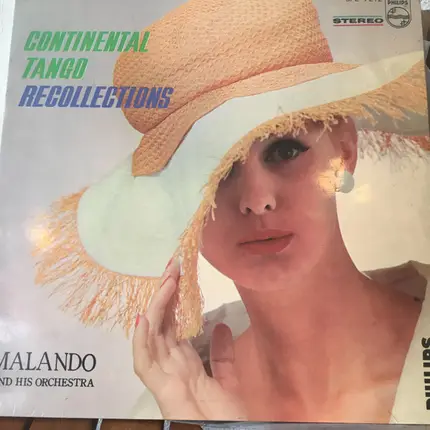 CONTINENTAL
TANGO
RECOLLECTIONS
STEREO
PHILIPS
MALANDO
AND HIS ORCHESTRA
PHILIPS